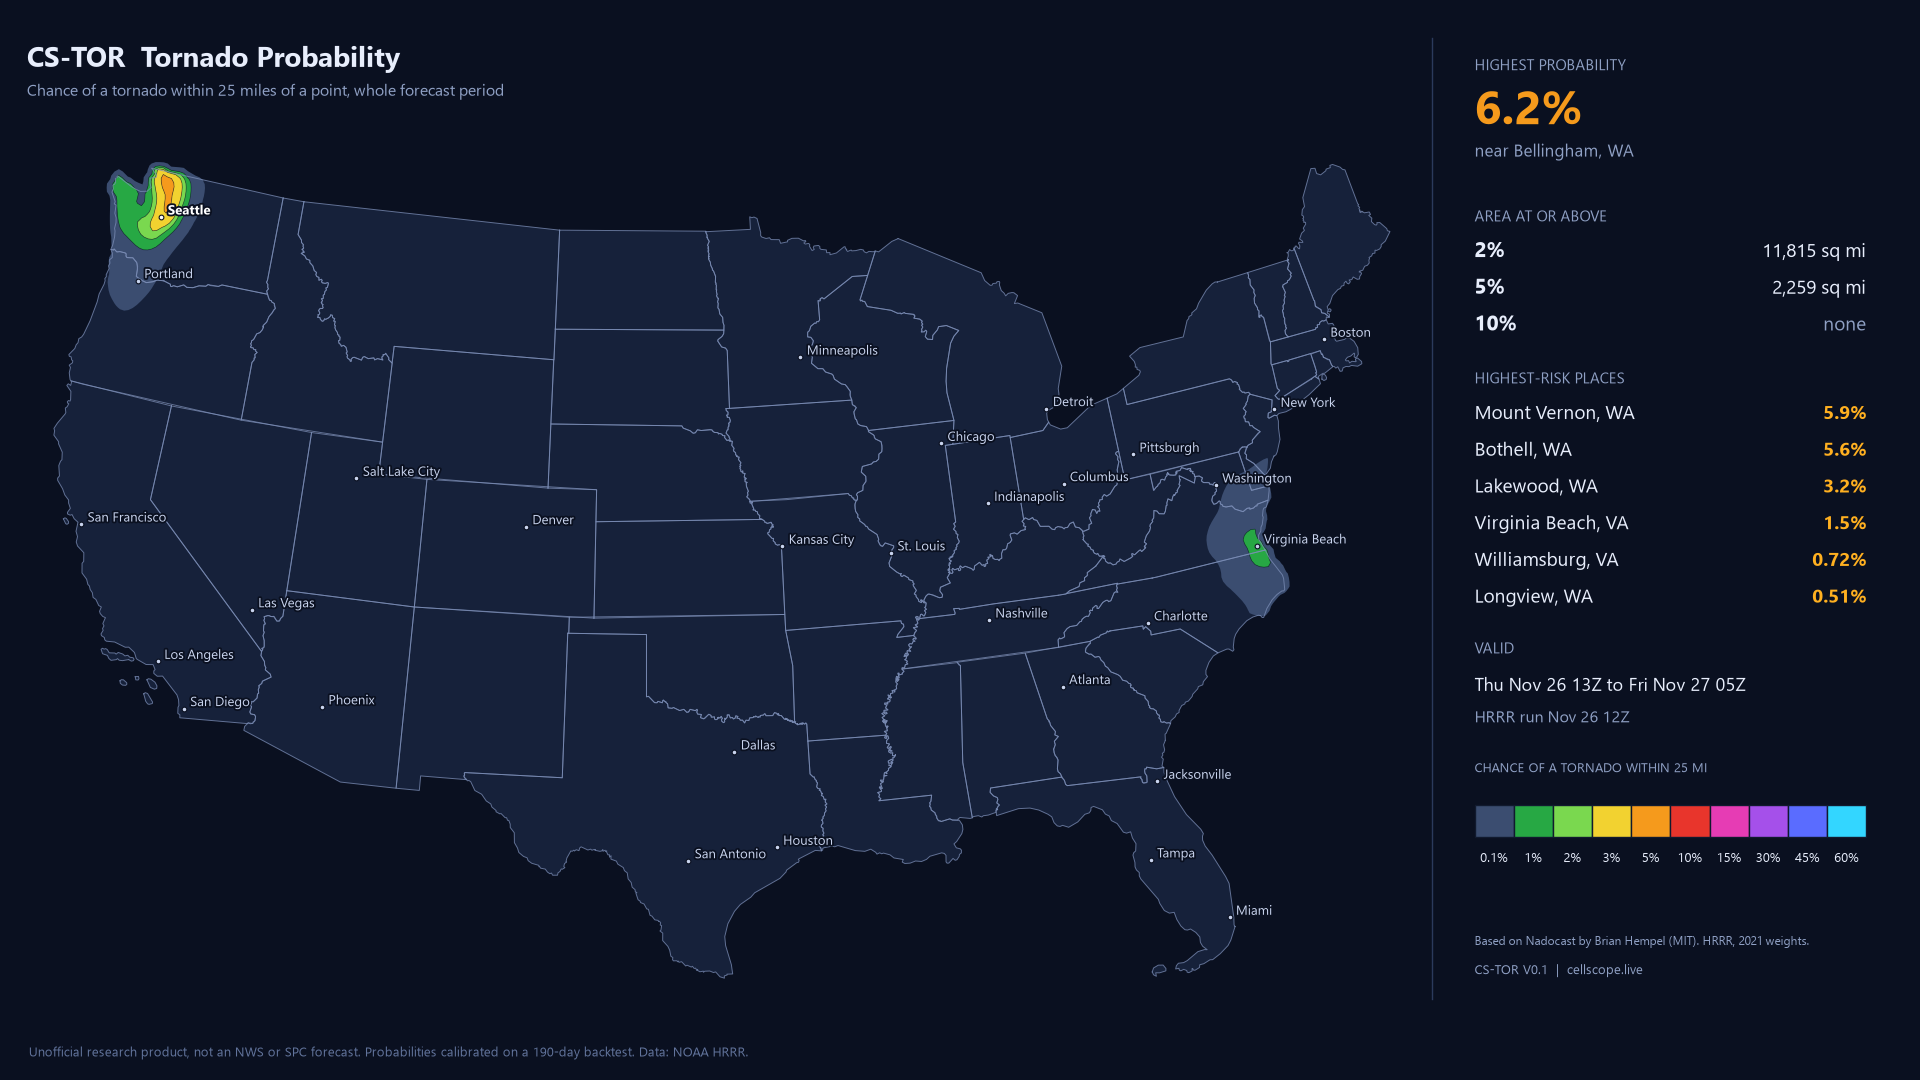 CS-TOR Tornado Probability
Chance of a tornado within 25 miles of a point, whole forecast period
Seattle
Portland
Minneapolis
Boston
Detroit
New York
Chicago
Pittsburgh
Salt Lake City
Columbus
Washington
Indianapolis
San Francisco
Denver
Kansas City
St. Louis
Virginia Beach
Las Vegas
Nashville
Charlotte
Los Angeles
Atlanta
San Diego
Phoenix
Dallas
Jacksonville
Houston
San Antonio
Tampa
Miami
HIGHEST PROBABILITY
6.2%
near Bellingham, WA
AREA AT OR ABOVE
2% 11,815 sq mi
5% 2,259 sq mi
10% none
HIGHEST-RISK PLACES
Mount Vernon, WA 5.9%
Bothell, WA 5.6%
Lakewood, WA 3.2%
Virginia Beach, VA 1.5%
Williamsburg, VA 0.72%
Longview, WA 0.51%
VALID
Thu Nov 26 13Z to Fri Nov 27 05Z
HRRR run Nov 26 12Z
CHANCE OF A TORNADO WITHIN 25 MI
0.1% 1% 2% 3% 5% 10% 15% 30% 45% 60%
Based on Nadocast by Brian Hempel (MIT). HRRR, 2021 weights.
CS-TOR V0.1 | cellscope.live
Unofficial research product, not an NWS or SPC forecast. Probabilities calibrated on a 190-day backtest. Data: NOAA HRRR.